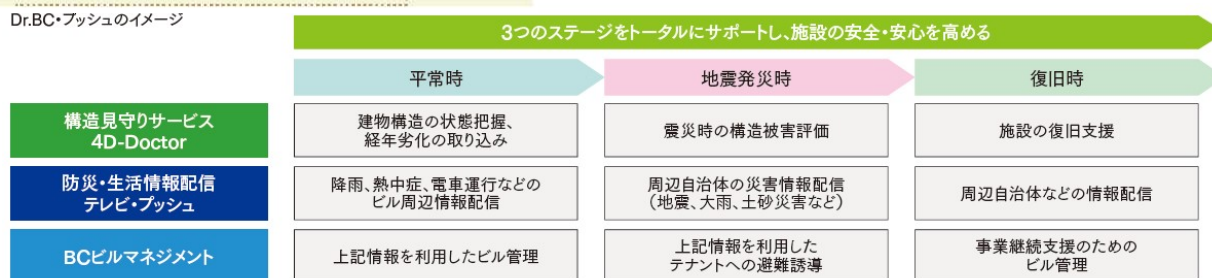 Dr.BC・プッシュのイメージ
3つのステージをトータルにサポートし、施設の安全・安心を高める
平常時
地震発災時
復旧時
構造見守りサービス
4D-Doctor
建物構造の状態把握、
経年劣化の取り込み
震災時の構造被害評価
施設の復旧支援
防災・生活情報配信
テレビ・プッシュ
降雨、熱中症、電車運行などの
ビル周辺情報配信
周辺自治体の災害情報配信
（地震、大雨、土砂災害など）
周辺自治体などの情報配信
BCビルマネジメント
上記情報を利用したビル管理
上記情報を利用した
テナントへの避難誘導
事業継続支援のための
ビル管理